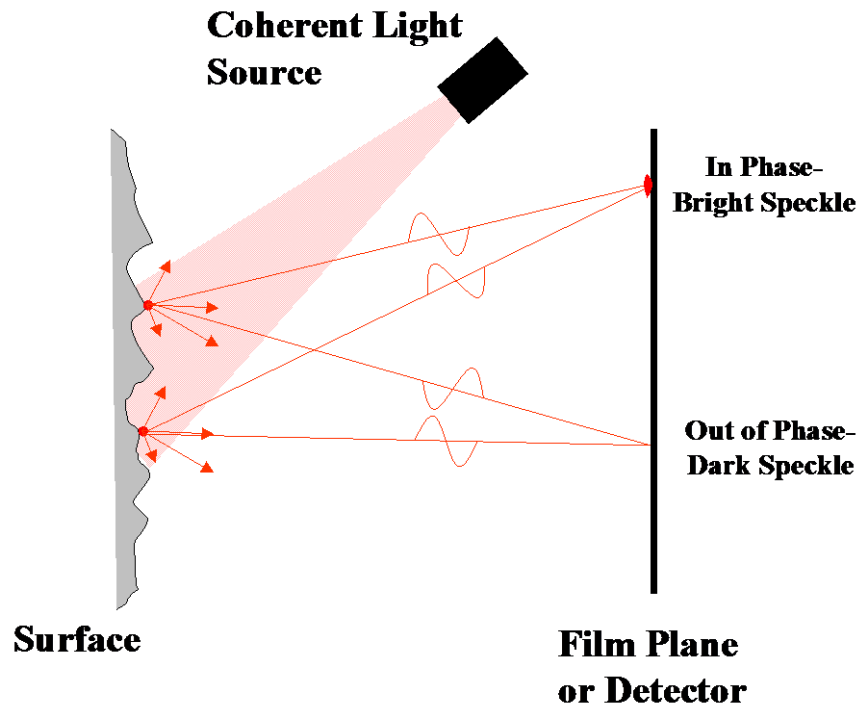 Coherent Light
Source
In Phase-
Bright Speckle
Out of Phase-
Dark Speckle
Surface
Film Plane
or Detector